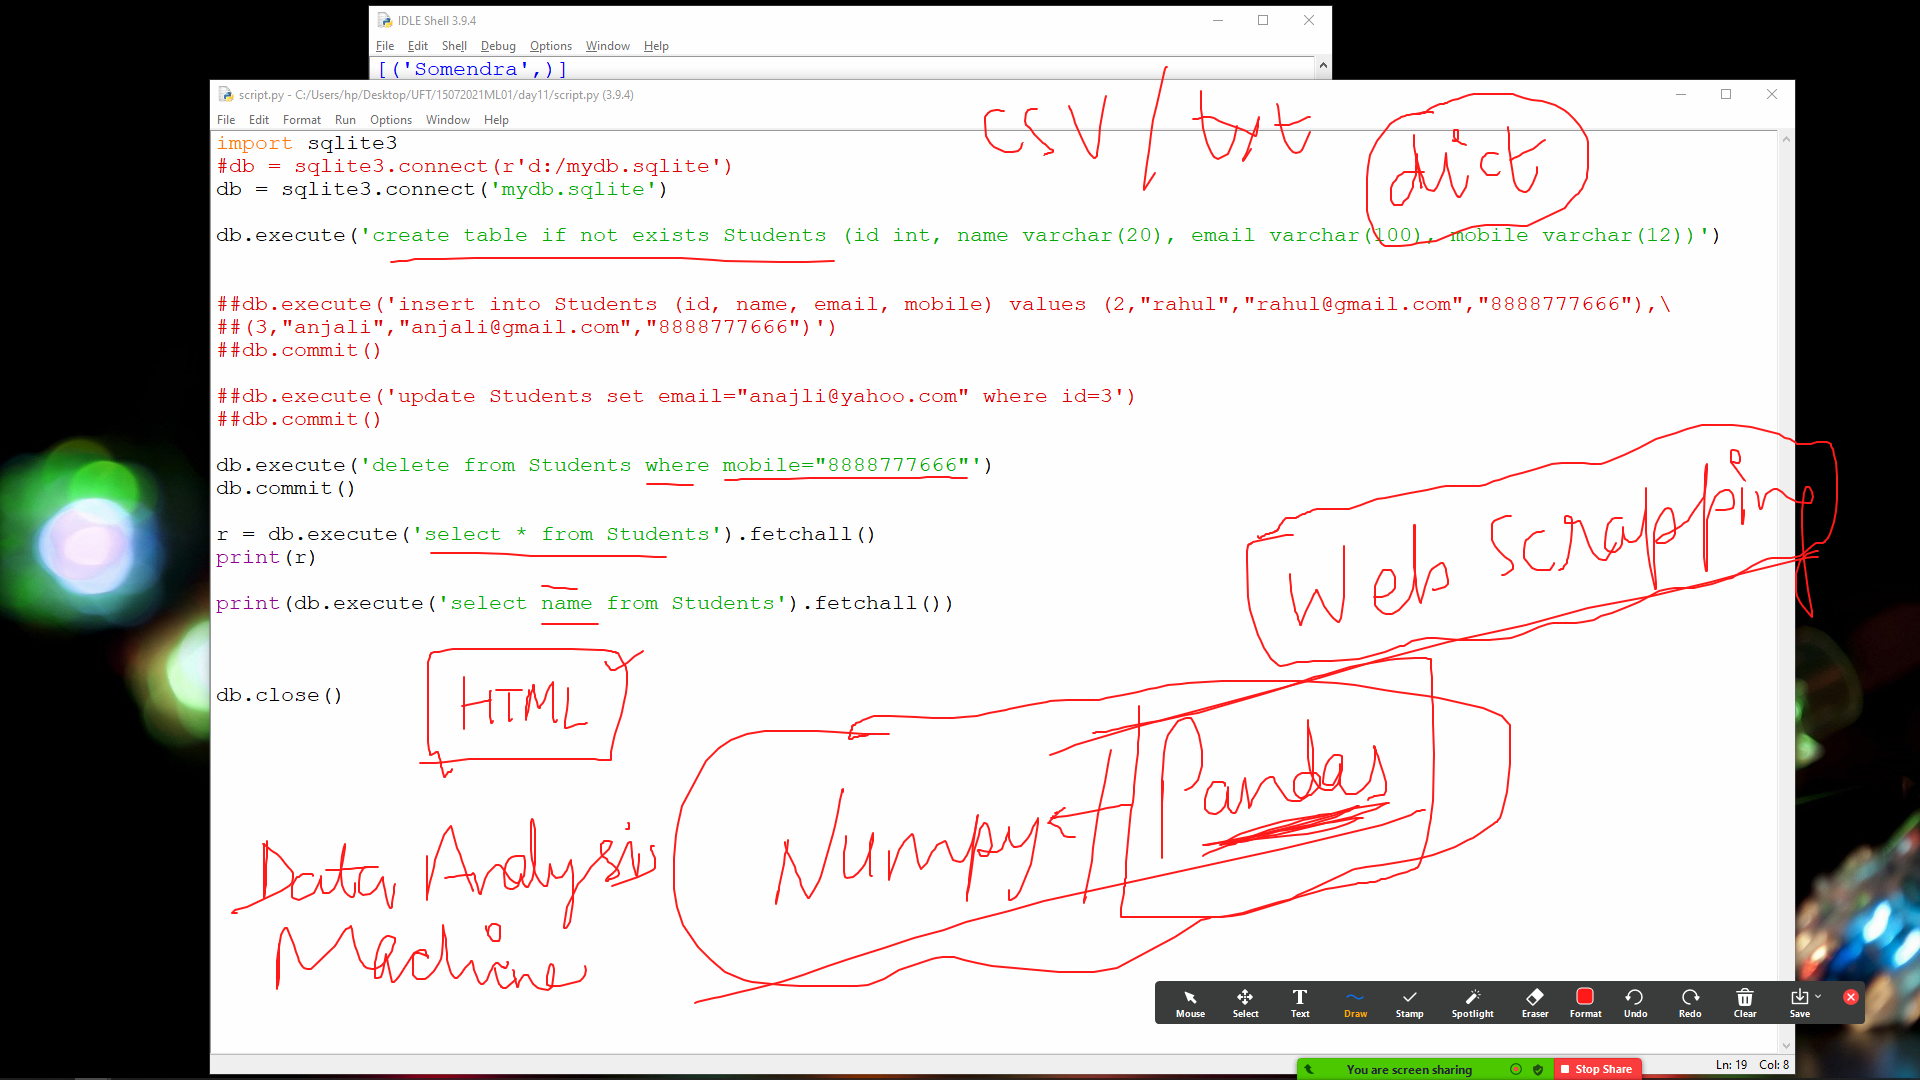 IDLE Shell 3.9.4
File Edit Shell Debug Options Window Help
[('Somendra',)]
script.py - C:/Users/hp/Desktop/UFT/15072021ML01/day11/script.py (3.9.4)
File Edit Format Run Options Window Help
csv / txt
dict
import sqlite3
#db = sqlite3.connect(r'd:/mydb.sqlite')
db = sqlite3.connect('mydb.sqlite')
db.execute('create table if not exists Students (id int, name varchar(20), email varchar(100), mobile varchar(12))')
##db.execute('insert into Students (id, name, email, mobile) values (2,"rahul","rahul@gmail.com","8888777666"),\
##(3,"anjali","anjali@gmail.com","8888777666")')
##db.commit()
##db.execute('update Students set email="anajli@yahoo.com" where id=3')
##db.commit()
db.execute('delete from Students where mobile="8888777666"')
db.commit()
r = db.execute('select * from Students').fetchall()
print(r)
print(db.execute('select name from Students').fetchall())
db.close()
Web Scrapping
HTML
Numpy
Pandas
Data Analysis
Machine
Mouse Select Text Draw Stamp Spotlight Eraser Format Undo Redo Clear Save
Ln: 19 Col: 8
You are screen sharing Stop Share